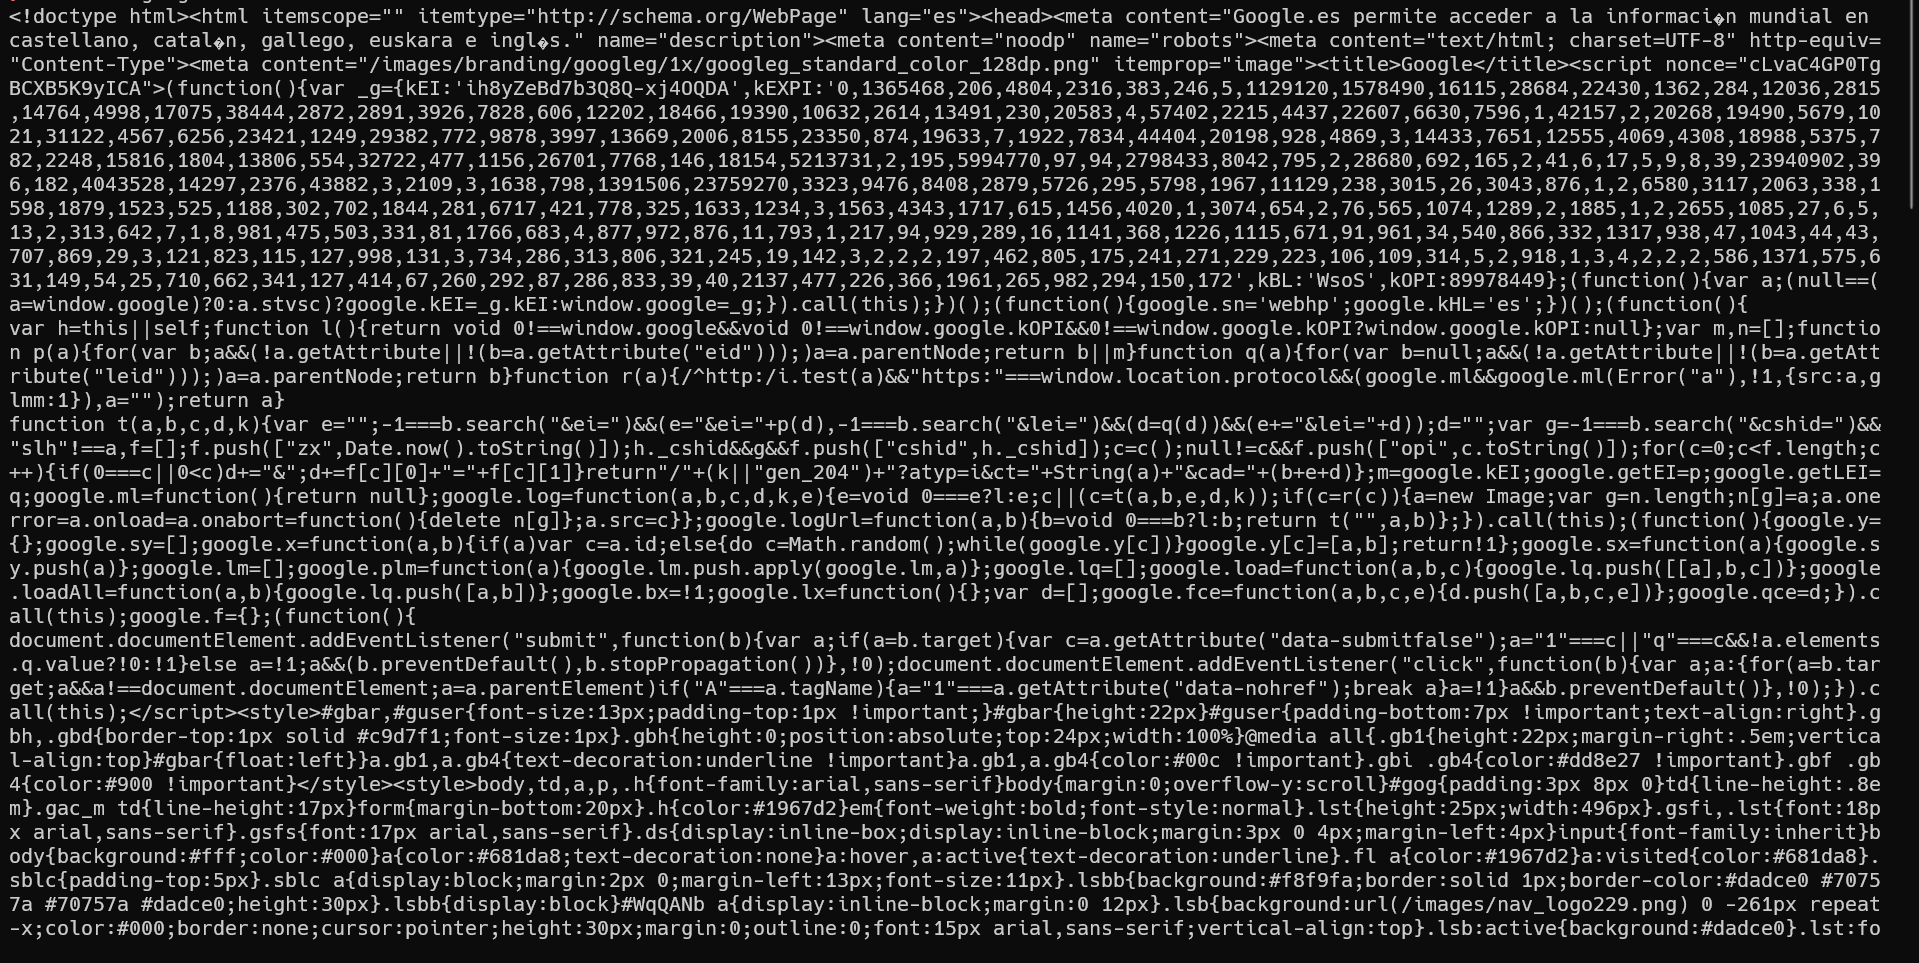 <!doctype html><html itemscope="" itemtype="http://schema.org/WebPage" lang="es"><head><meta content="Google.es permite acceder a la informaci�n mundial en
castellano, catal�n, gallego, euskara e ingl�s." name="description"><meta content="noodp" name="robots"><meta content="text/html; charset=UTF-8" http-equiv=
"Content-Type"><meta content="/images/branding/googleg/1x/googleg_standard_color_128dp.png" itemprop="image"><title>Google</title><script nonce="cLvaC4GP0Tg
BCXB5K9yICA">(function(){var _g={kEI:'ih8yZeBd7b3Q8Q-xj4OQDA',kEXPI:'0,1365468,206,4804,2316,383,246,5,1129120,1578490,16115,28684,22430,1362,284,12036,2815
,14764,4998,17075,38444,2872,2891,3926,7828,606,12202,18466,19390,10632,2614,13491,230,20583,4,57402,2215,4437,22607,6630,7596,1,42157,2,20268,19490,5679,10
21,31122,4567,6256,23421,1249,29382,772,9878,3997,13669,2006,8155,23350,874,19633,7,1922,7834,44404,20198,928,4869,3,14433,7651,12555,4069,4308,18988,5375,7
82,2248,15816,1804,13806,554,32722,477,1156,26701,7768,146,18154,5213731,2,195,5994770,97,94,2798433,8042,795,2,28680,692,165,2,41,6,17,5,9,8,39,23940902,39
6,182,4043528,14297,2376,43882,3,2109,3,1638,798,1391506,23759270,3323,9476,8408,2879,5726,295,5798,1967,11129,238,3015,26,3043,876,1,2,6580,3117,2063,338,1
598,1879,1523,525,1188,302,702,1844,281,6717,421,778,325,1633,1234,3,1563,4343,1717,615,1456,4020,1,3074,654,2,76,565,1074,1289,2,1885,1,2,2655,1085,27,6,5,
13,2,313,642,7,1,8,981,475,503,331,81,1766,683,4,877,972,876,11,793,1,217,94,929,289,16,1141,368,1226,1115,671,91,961,34,540,866,332,1317,938,47,1043,44,43,
707,869,29,3,121,823,115,127,998,131,3,734,286,313,806,321,245,19,142,3,2,2,2,197,462,805,175,241,271,229,223,106,109,314,5,2,918,1,3,4,2,2,2,586,1371,575,6
31,149,54,25,710,662,341,127,414,67,260,292,87,286,833,39,40,2137,477,226,366,1961,265,982,294,150,172',kBL:'WsoS',kOPI:89978449};(function(){var a;(null==(
a=window.google)?0:a.stvsc)?google.kEI=_g.kEI:window.google=_g;}).call(this);})();(function(){google.sn='webhp';google.kHL='es';})();(function(){
var h=this||self;function l(){return void 0!==window.google&&void 0!==window.google.kOPI&&0!==window.google.kOPI?window.google.kOPI:null};var m,n=[];functio
n p(a){for(var b;a&&(!a.getAttribute||!(b=a.getAttribute("eid")));)a=a.parentNode;return b||m}function q(a){for(var b=null;a&&(!a.getAttribute||!(b=a.getAtt
ribute("leid")));)a=a.parentNode;return b}function r(a){/^http:/i.test(a)&&"https:"===window.location.protocol&&(google.ml&&google.ml(Error("a"),!1,{src:a,g
lmm:1}),a="");return a}
function t(a,b,c,d,k){var e="";-1===b.search("&ei=")&&(e="&ei="+p(d),-1===b.search("&lei=")&&(d=q(d))&&(e+="&lei="+d));d="";var g=-1===b.search("&cshid=")&&
"slh"!==a,f=[];f.push(["zx",Date.now().toString()]);h._cshid&&g&&f.push(["cshid",h._cshid]);c=c();null!=c&&f.push(["opi",c.toString()]);for(c=0;c<f.length;c
++){if(0===c||0<c)d+="&";d+=f[c][0]+"="+f[c][1]}return"/"+(k||"gen_204")+"?atyp=i&ct="+String(a)+"&cad="+(b+e+d)};m=google.kEI;google.getEI=p;google.getLEI=
q;google.ml=function(){return null};google.log=function(a,b,c,d,k,e){e=void 0===e?l:e;c||(c=t(a,b,e,d,k));if(c=r(c)){a=new Image;var g=n.length;n[g]=a;a.one
rror=a.onload=a.onabort=function(){delete n[g]};a.src=c}};google.logUrl=function(a,b){b=void 0===b?l:b;return t("",a,b)};}).call(this);(function(){google.y=
{};google.sy=[];google.x=function(a,b){if(a)var c=a.id;else{do c=Math.random();while(google.y[c])}google.y[c]=[a,b];return!1};google.sx=function(a){google.s
y.push(a)};google.lm=[];google.plm=function(a){google.lm.push.apply(google.lm,a)};google.lq=[];google.load=function(a,b,c){google.lq.push([[a],b,c])};google
.loadAll=function(a,b){google.lq.push([a,b])};google.bx=!1;google.lx=function(){};var d=[];google.fce=function(a,b,c,e){d.push([a,b,c,e])};google.qce=d;}).c
all(this);google.f={};(function(){
document.documentElement.addEventListener("submit",function(b){var a;if(a=b.target){var c=a.getAttribute("data-submitfalse");a="1"===c||"q"===c&&!a.elements
.q.value?!0:!1}else a=!1;a&&(b.preventDefault(),b.stopPropagation())},!0);document.documentElement.addEventListener("click",function(b){var a;a:{for(a=b.tar
get;a&&a!==document.documentElement;a=a.parentElement)if("A"===a.tagName){a="1"===a.getAttribute("data-nohref");break a}a=!1}a&&b.preventDefault()},!0);}).c
all(this);</script><style>#gbar,#guser{font-size:13px;padding-top:1px !important;}#gbar{height:22px}#guser{padding-bottom:7px !important;text-align:right}.g
bh,.gbd{border-top:1px solid #c9d7f1;font-size:1px}.gbh{height:0;position:absolute;top:24px;width:100%}@media all{.gb1{height:22px;margin-right:.5em;vertica
l-align:top}#gbar{float:left}}a.gb1,a.gb4{text-decoration:underline !important}a.gb1,a.gb4{color:#00c !important}.gbi .gb4{color:#dd8e27 !important}.gbf .gb
4{color:#900 !important}</style><style>body,td,a,p,.h{font-family:arial,sans-serif}body{margin:0;overflow-y:scroll}#gog{padding:3px 8px 0}td{line-height:.8e
m}.gac_m td{line-height:17px}form{margin-bottom:20px}.h{color:#1967d2}em{font-weight:bold;font-style:normal}.lst{height:25px;width:496px}.gsfi,.lst{font:18p
x arial,sans-serif}.gsfs{font:17px arial,sans-serif}.ds{display:inline-box;display:inline-block;margin:3px 0 4px;margin-left:4px}input{font-family:inherit}b
ody{background:#fff;color:#000}a{color:#681da8;text-decoration:none}a:hover,a:active{text-decoration:underline}.fl a{color:#1967d2}a:visited{color:#681da8}.
sblc{padding-top:5px}.sblc a{display:block;margin:2px 0;margin-left:13px;font-size:11px}.lsbb{background:#f8f9fa;border:solid 1px;border-color:#dadce0 #7075
7a #70757a #dadce0;height:30px}.lsbb{display:block}#WqQANb a{display:inline-block;margin:0 12px}.lsb{background:url(/images/nav_logo229.png) 0 -261px repeat
-x;color:#000;border:none;cursor:pointer;height:30px;margin:0;outline:0;font:15px arial,sans-serif;vertical-align:top}.lsb:active{background:#dadce0}.lst:fo